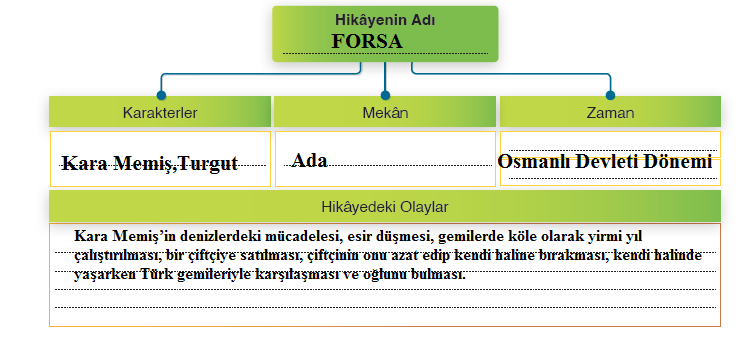 Hikâyenin Adı
FORSA
Karakterler
Mekân
Zaman
Kara Memiş,Turgut
Ada
Osmanlı Devleti Dönemi
Hikâyedeki Olaylar
Kara Memiş’in denizlerdeki mücadelesi, esir düşmesi, gemilerde köle olarak yirmi yıl
çalıştırılması, bir çiftçiye satılması, çiftçinin onu azat edip kendi haline bırakması, kendi halinde
yaşarken Türk gemileriyle karşılaşması ve oğlunu bulması.